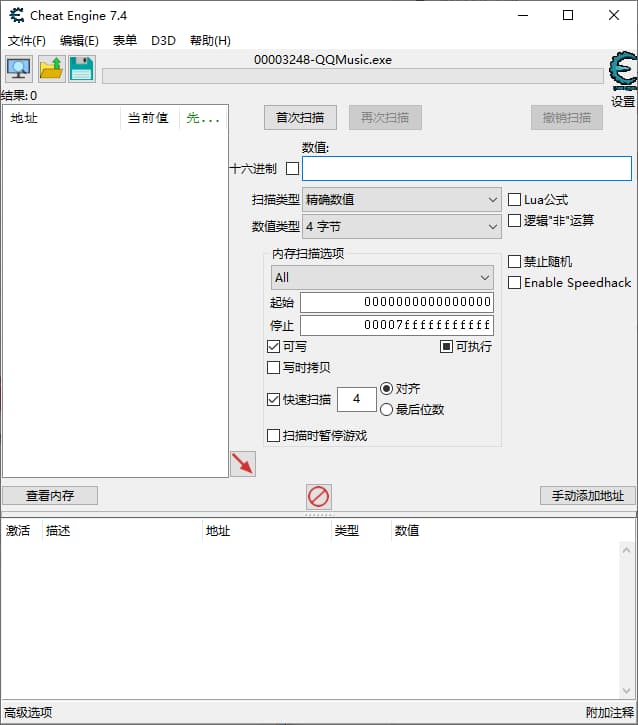 Cheat Engine 7.4
文件(F) 编辑(E) 表单 D3D 帮助(H)
00003248-QQMusic.exe
结果: 0
设置
地址 当前值 先...
首次扫描 再次扫描 撤销扫描
数值:
十六进制
扫描类型 精确数值 Lua公式
数值类型 4 字节 逻辑"非"运算
内存扫描选项
All
禁止随机
Enable Speedhack
起始 0000000000000000
停止 00007fffffffffff
可写 可执行
写时拷贝
快速扫描 4 对齐
最后位数
扫描时暂停游戏
查看内存 手动添加地址
激活 描述 地址 类型 数值
高级选项 附加注释